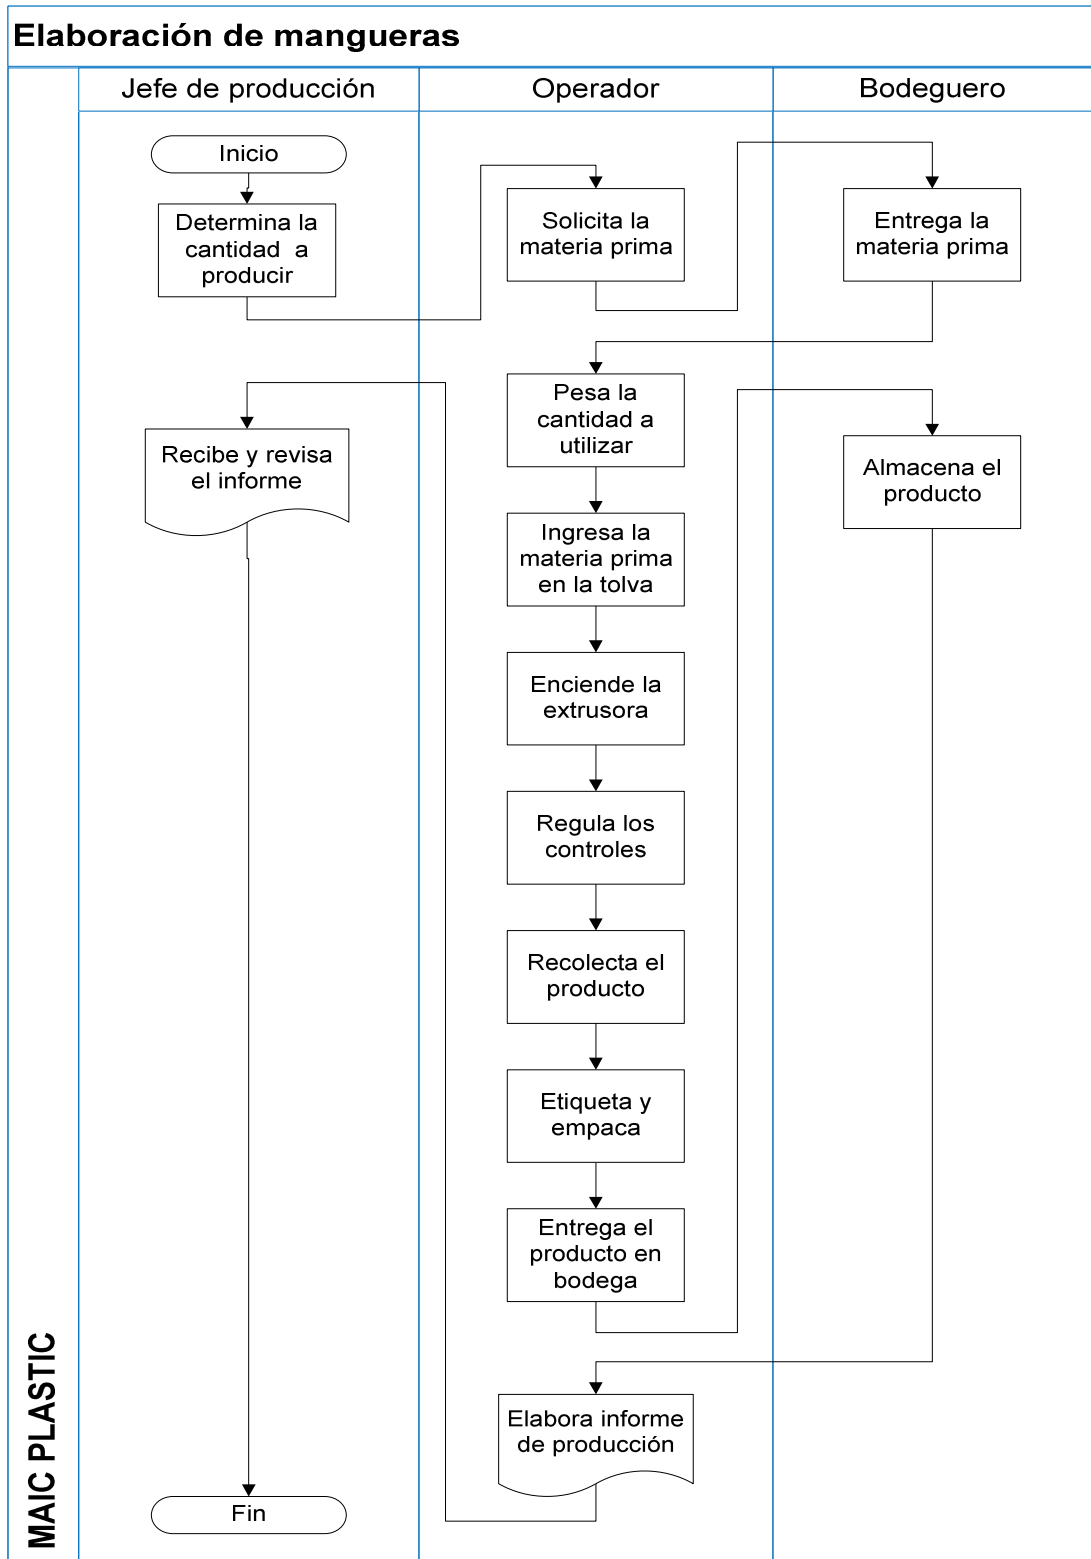 Elaboración de mangueras
Jefe de producción
Operador
Bodeguero
Inicio
Determina la
cantidad a
producir
Solicita la
materia prima
Entrega la
materia prima
Pesa la
cantidad a
utilizar
Recibe y revisa
el informe
Almacena el
producto
Ingresa la
materia prima
en la tolva
Enciende la
extrusora
Regula los
controles
Recolecta el
producto
Etiqueta y
empaca
Entrega el
producto en
bodega
Elabora informe
de producción
Fin
MAIC PLASTIC